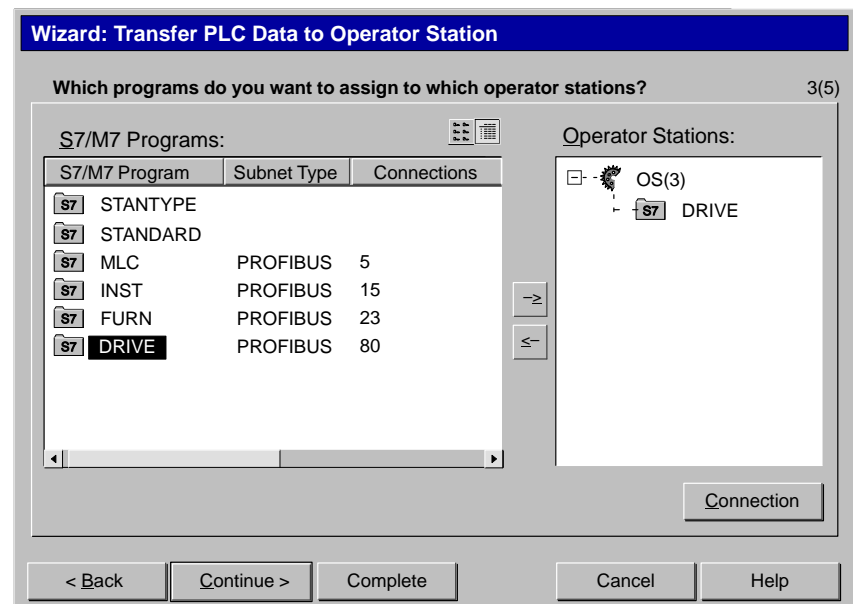 Wizard: Transfer PLC Data to Operator Station
Which programs do you want to assign to which operator stations? 3(5)
S7/M7 Programs:
Operator Stations:
S7/M7 Program Subnet Type Connections
S7 STANTYPE
S7 STANDARD
S7 MLC PROFIBUS 5
S7 INST PROFIBUS 15
S7 FURN PROFIBUS 23
S7 DRIVE PROFIBUS 80
–>
<–
OS(3)
S7 DRIVE
Connection
< Back Continue > Complete Cancel Help